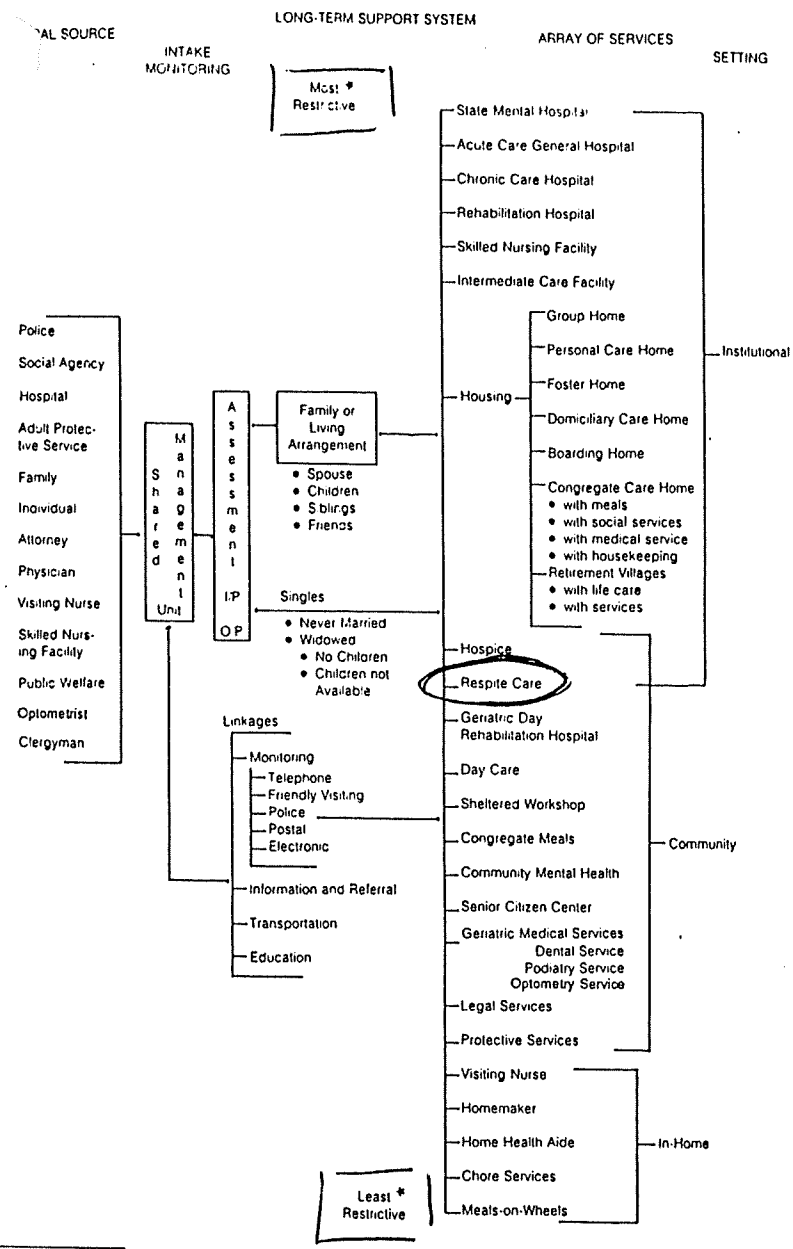 LONG-TERM SUPPORT SYSTEM
AL SOURCE
INTAKE
MONITORING
ARRAY OF SERVICES
SETTING
Most *
Restrictive
Police
Social Agency
Hospital
Adult Protec-
tive Service
Family
Individual
Attorney
Physician
Visiting Nurse
Skilled Nurs-
ing Facility
Public Welfare
Optometrist
Clergyman
Shared
Management
Unit
Assessment
I-P
O P
Family or
Living
Arrangement
• Spouse
• Children
• Siblings
• Friends
Singles
• Never Married
• Widowed
• No Children
• Children not
Available
Linkages
Monitoring
Telephone
Friendly Visiting
Police
Postal
Electronic
Information and Referral
Transportation
Education
State Mental Hospital
Acute Care General Hospital
Chronic Care Hospital
Rehabilitation Hospital
Skilled Nursing Facility
Intermediate Care Facility
Housing
Group Home
Personal Care Home
Foster Home
Domiciliary Care Home
Boarding Home
Congregate Care Home
• with meals
• with social services
• with medical service
• with housekeeping
Retirement Villages
• with life care
• with services
Hospice
Respite Care
Geriatric Day
Rehabilitation Hospital
Day Care
Sheltered Workshop
Congregate Meals
Community Mental Health
Senior Citizen Center
Geriatric Medical Services
Dental Service
Podiatry Service
Optometry Service
Legal Services
Protective Services
Visiting Nurse
Homemaker
Home Health Aide
Chore Services
Meals-on-Wheels
Institutional
Community
In-Home
Least *
Restrictive